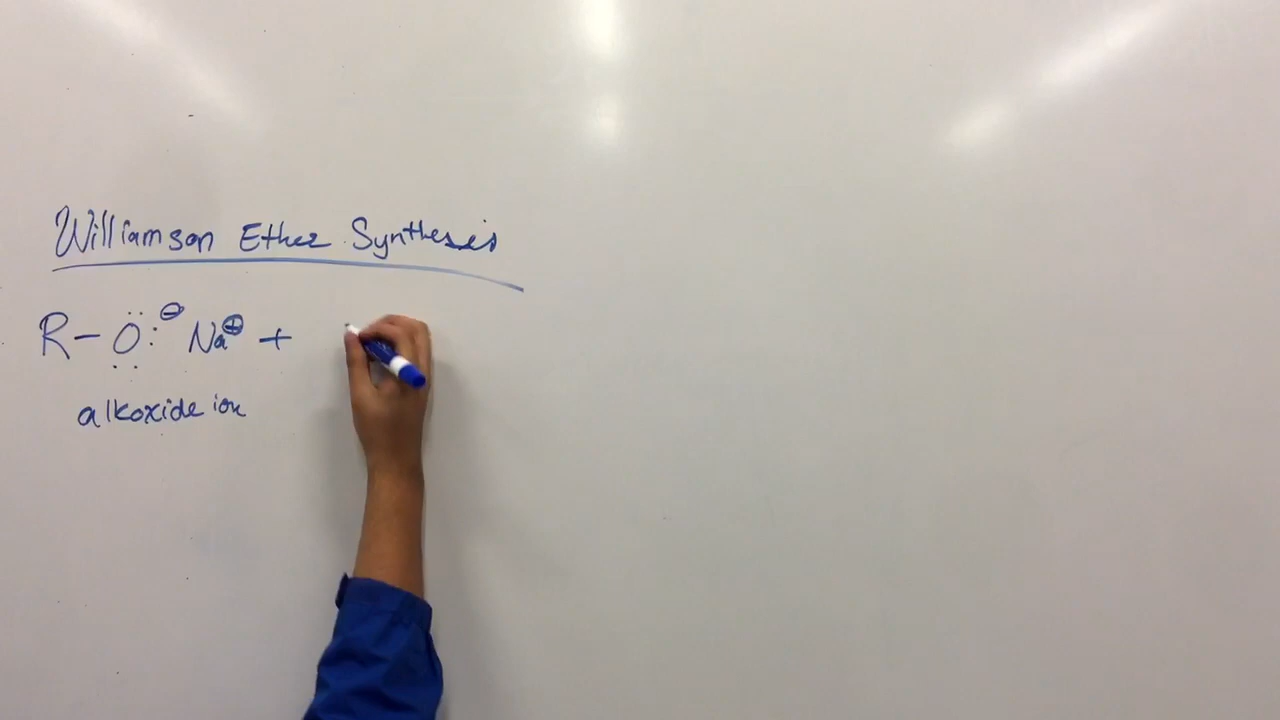 Williamson Ether Synthesis
R – Ö: ⊖ Na⊕ +
alkoxide ion